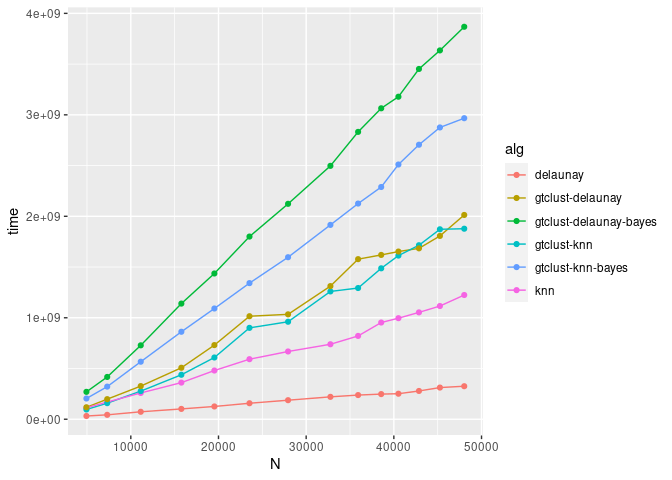 4e+09
3e+09
2e+09
1e+09
0e+00
time
10000 20000 30000 40000 50000
N
alg
delaunay
gtclust-delaunay
gtclust-delaunay-bayes
gtclust-knn
gtclust-knn-bayes
knn